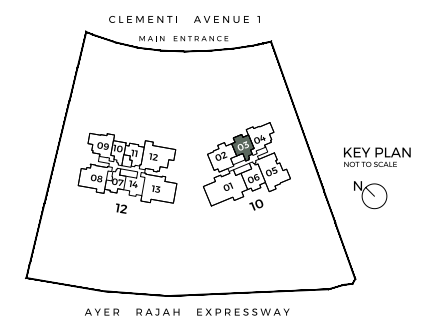 CLEMENTI AVENUE 1
MAIN ENTRANCE
09 10 11 12
08 07 14 13
12
02 03 04
01 06 05
10
KEY PLAN
NOT TO SCALE
N
AYER RAJAH EXPRESSWAY